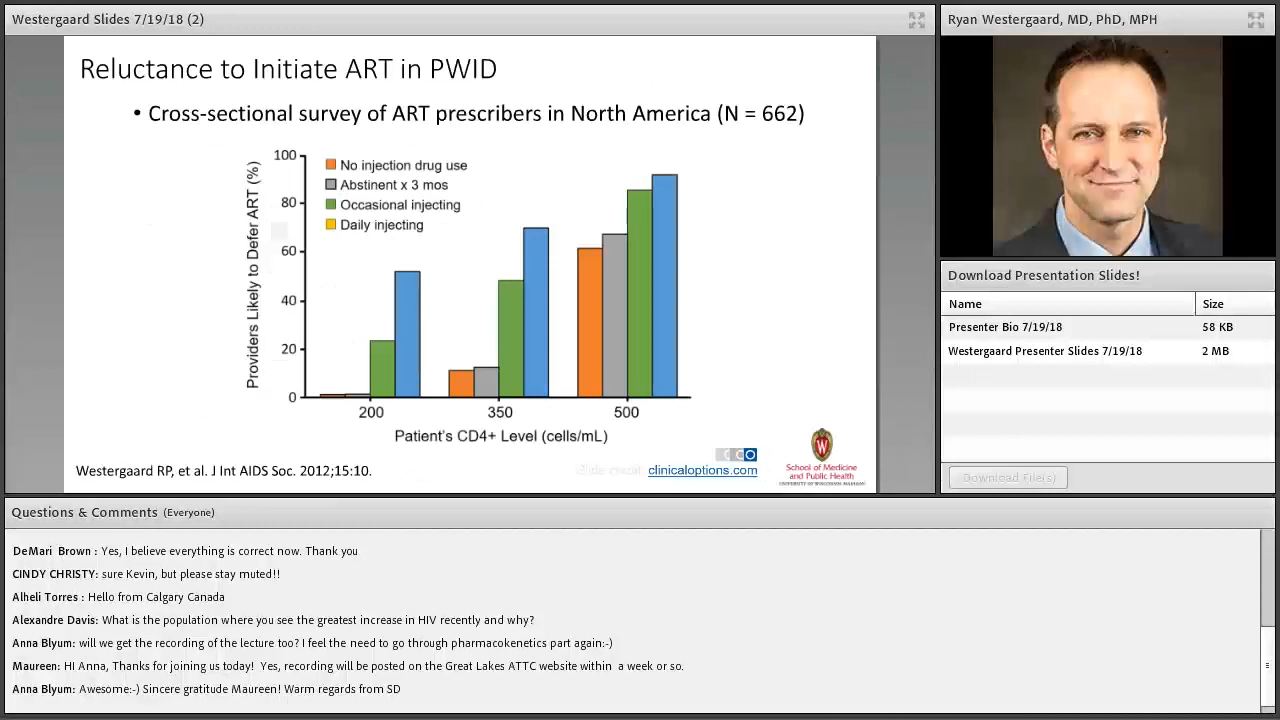 Westergaard Slides 7/19/18 (2)
Reluctance to Initiate ART in PWID
• Cross-sectional survey of ART prescribers in North America (N = 662)
Providers Likely to Defer ART (%)
100
80
60
40
20
0
No injection drug use
Abstinent x 3 mos
Occasional injecting
Daily injecting
200 350 500
Patient's CD4+ Level (cells/mL)
Westergaard RP, et al. J Int AIDS Soc. 2012;15:10.
CCO
Slide credit: clinicaloptions.com
School of Medicine
and Public Health
UNIVERSITY OF WISCONSIN-MADISON
Ryan Westergaard, MD, PhD, MPH
Download Presentation Slides!
Name Size
Presenter Bio 7/19/18 58 KB
Westergaard Presenter Slides 7/19/18 2 MB
Download File(s)
Questions & Comments (Everyone)
DeMari Brown : Yes, I believe everything is correct now. Thank you
CINDY CHRISTY: sure Kevin, but please stay muted!!
Alheli Torres : Hello from Calgary Canada
Alexandre Davis: What is the population where you see the greatest increase in HIV recently and why?
Anna Blyum: will we get the recording of the lecture too? I feel the need to go through pharmacokenetics part again:-)
Maureen: HI Anna, Thanks for joining us today! Yes, recording will be posted on the Great Lakes ATTC website within a week or so.
Anna Blyum: Awesome:-) Sincere gratitude Maureen! Warm regards from SD